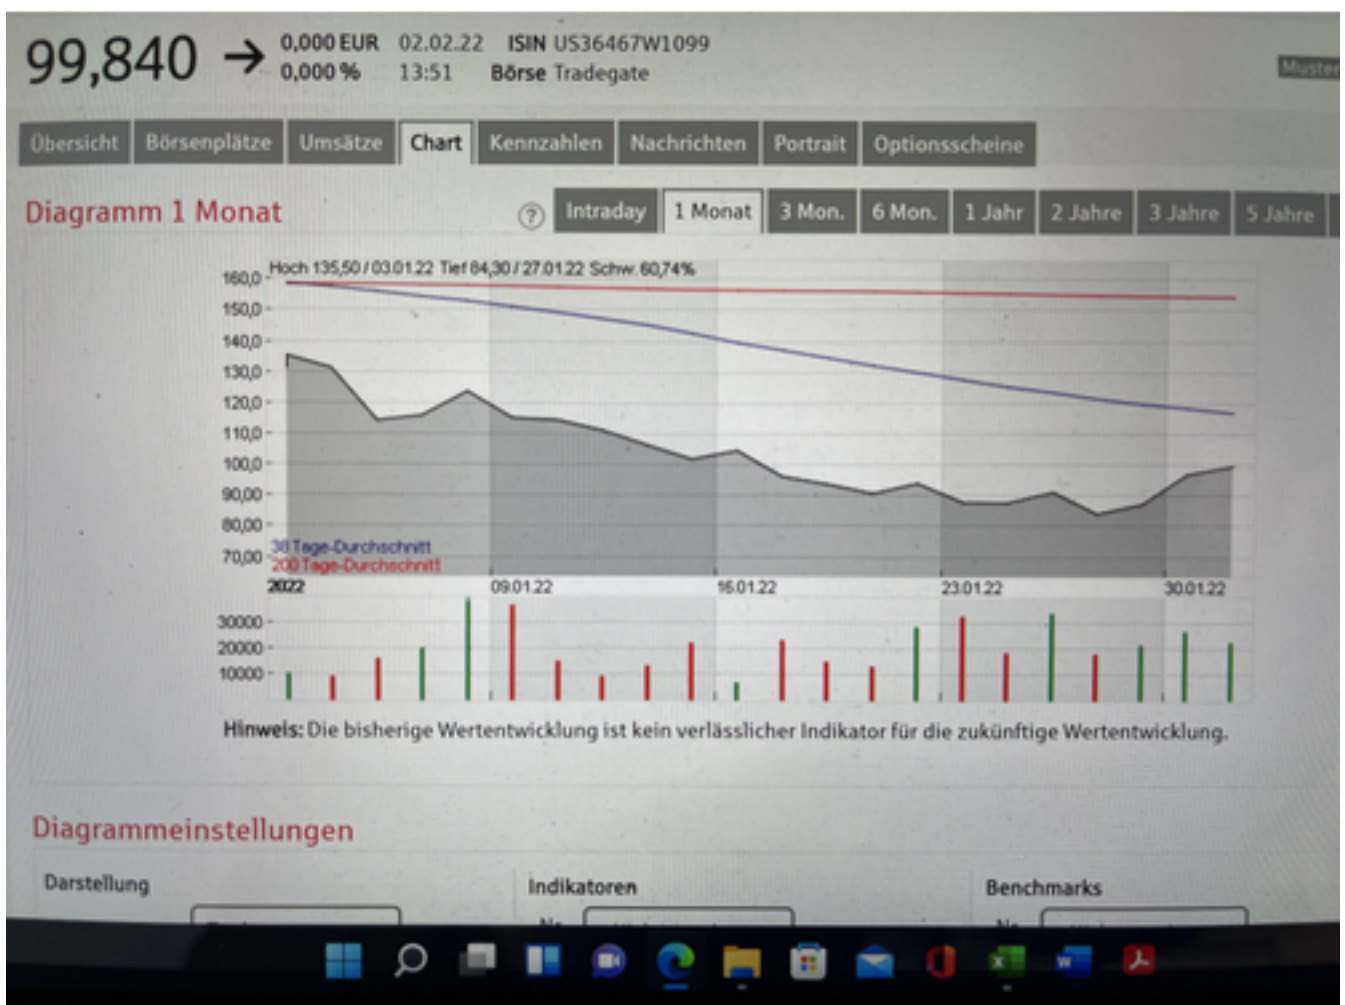 99,840 → 0,000 EUR 02.02.22 ISIN US36467W1099
0,000 % 13:51 Börse Tradegate
Muster
Übersicht Börsenplätze Umsätze Chart Kennzahlen Nachrichten Portrait Optionsscheine
Diagramm 1 Monat ? Intraday 1 Monat 3 Mon. 6 Mon. 1 Jahr 2 Jahre 3 Jahre 5 Jahre
Hoch 135,50 / 03.01.22 Tief 84,30 / 27.01.22 Schw. 60,74%
160,0
150,0
140,0
130,0
120,0
110,0
100,0
90,00
80,00
70,00
38 Tage-Durchschnitt
200 Tage-Durchschnitt
2022 09.01.22 16.01.22 23.01.22 30.01.22
30000
20000
10000
Hinweis: Die bisherige Wertentwicklung ist kein verlässlicher Indikator für die zukünftige Wertentwicklung.
Diagrammeinstellungen
Darstellung Indikatoren Benchmarks